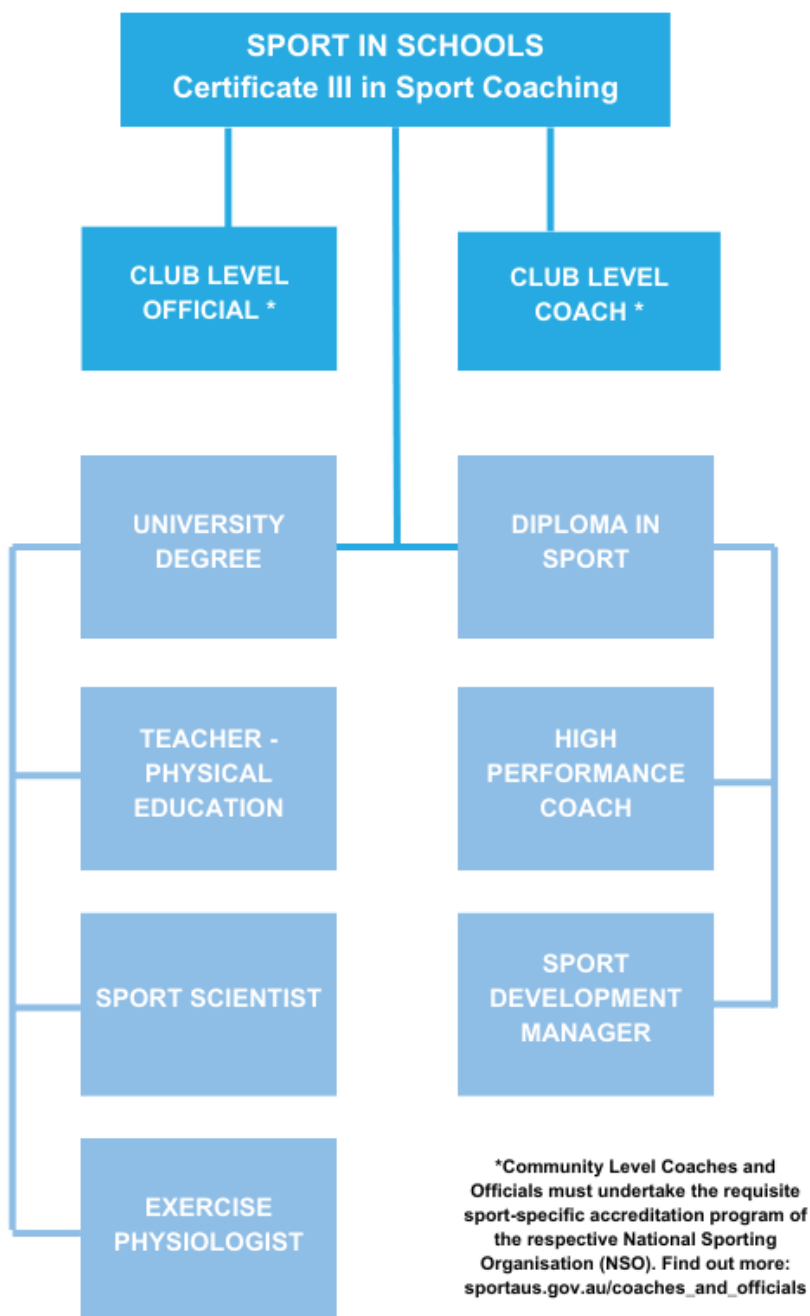 SPORT IN SCHOOLS
Certificate III in Sport Coaching
CLUB LEVEL
OFFICIAL *
CLUB LEVEL
COACH *
UNIVERSITY
DEGREE
DIPLOMA IN
SPORT
TEACHER -
PHYSICAL
EDUCATION
HIGH
PERFORMANCE
COACH
SPORT SCIENTIST
SPORT
DEVELOPMENT
MANAGER
EXERCISE
PHYSIOLOGIST
*Community Level Coaches and
Officials must undertake the requisite
sport-specific accreditation program of
the respective National Sporting
Organisation (NSO). Find out more:
sportaus.gov.au/coaches_and_officials